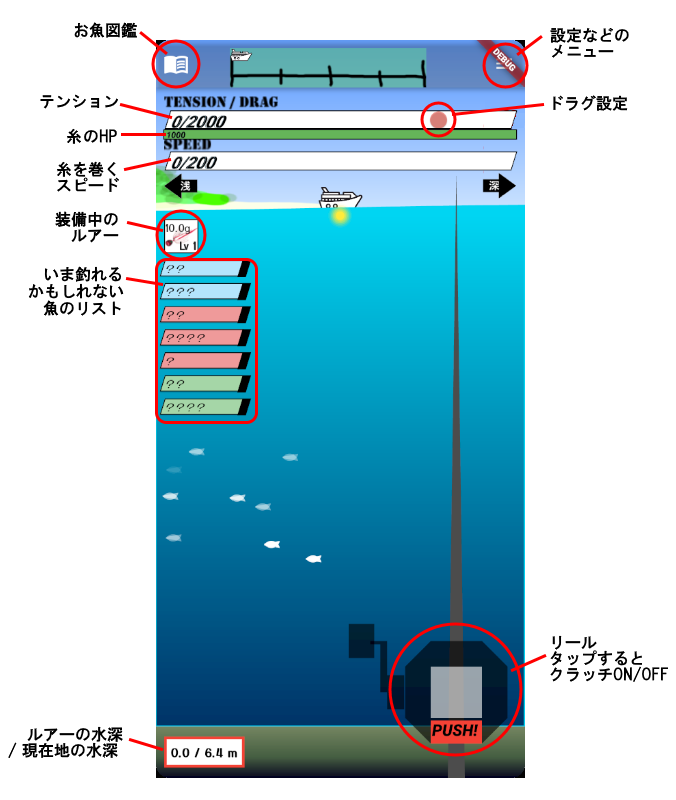 お魚図鑑
設定などの
メニュー
DEBUG
テンション
TENSION / DRAG
0/2000
ドラグ設定
糸のHP
1000
SPEED
0/200
糸を巻く
スピード
浅
深
装備中の
ルアー
10.0g
Lv 1
いま釣れる
かもしれない
魚のリスト
??
???
??
????
?
??
????
リール
タップすると
クラッチON/OFF
PUSH!
ルアーの水深
/ 現在地の水深
0.0 / 6.4 m